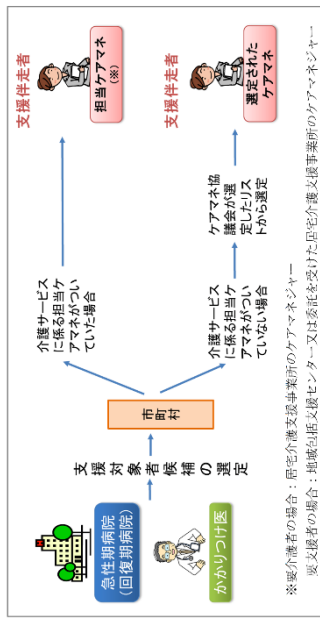 急性期病院
(回復期病院)
かかりつけ医
支援対象者候補の選定
市町村
介護サービス
に係る担当ケ
アマネがつい
ていた場合
支援伴走者
担当ケアマネ
(※)
介護サービス
に係る担当ケ
アマネがつい
ていない場合
ケアマネ協
議会が選
定したリス
トから選定
支援伴走者
選定された
ケアマネ
※要介護者の場合:居宅介護支援事業所のケアマネジャー
要支援者の場合:地域包括支援センター又は委託を受けた居宅介護支援事業所のケアマネジャー